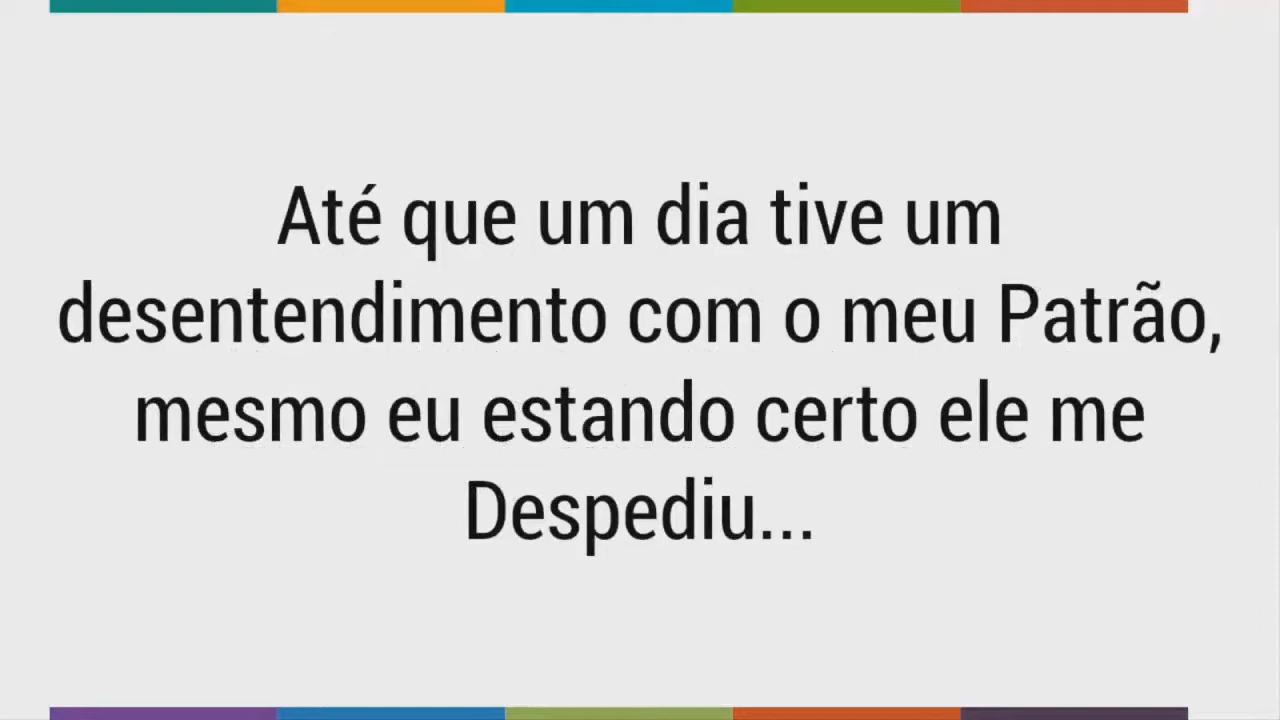 Até que um dia tive um
desentendimento com o meu Patrão,
mesmo eu estando certo ele me
Despediu...